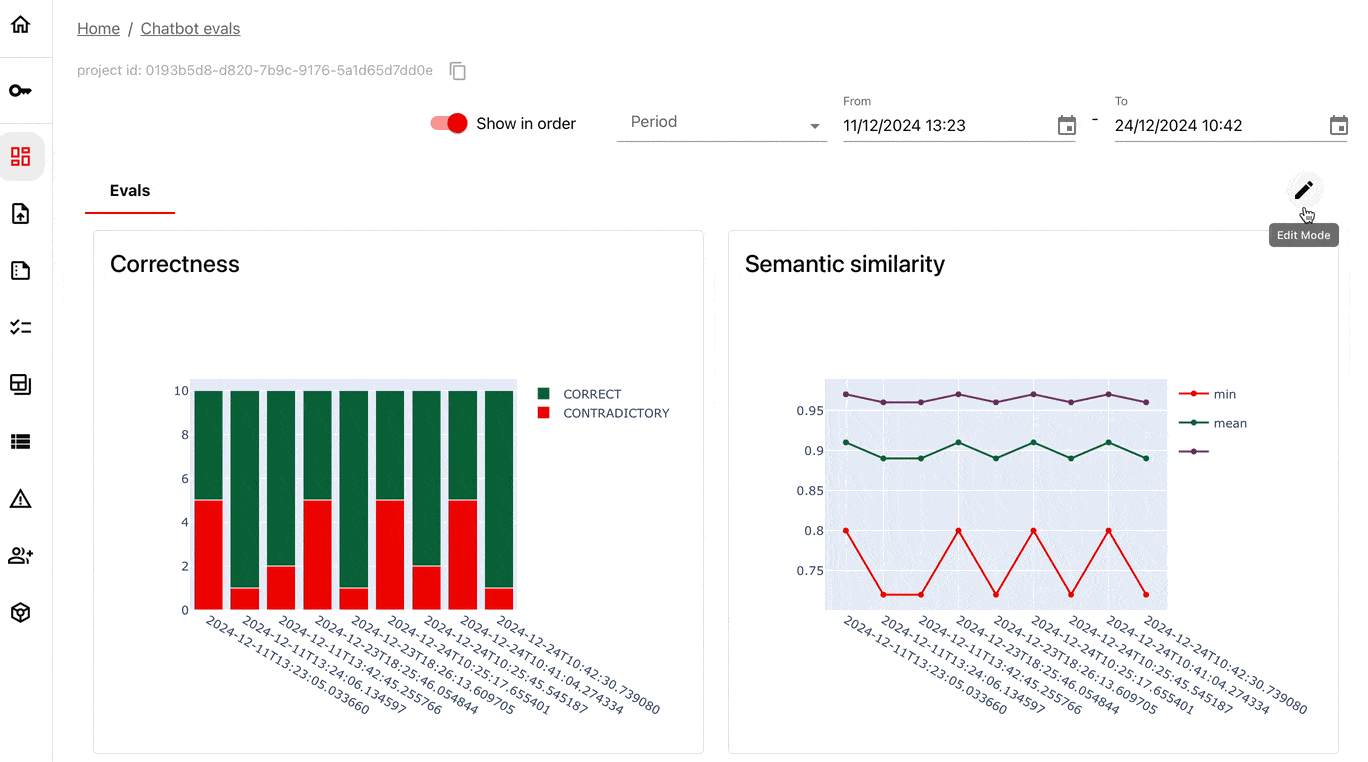 Home / Chatbot evals
project id: 0193b5d8-d820-7b9c-9176-5a1d65d7dd0e
Show in order
Period
From
11/12/2024 13:23
-
To
24/12/2024 10:42
Evals
Edit Mode
Correctness
10
8
6
4
2
0
CORRECT
CONTRADICTORY
2024-12-11T13:23:05.033660
2024-12-11T13:24:06.134597
2024-12-11T13:42:45.255766
2024-12-23T18:25:46.054844
2024-12-23T18:26:13.609705
2024-12-24T10:25:17.655401
2024-12-24T10:25:45.545187
2024-12-24T10:41:04.274334
2024-12-24T10:42:30.739080
Semantic similarity
0.95
0.9
0.85
0.8
0.75
min
mean
2024-12-11T13:23:05.033660
2024-12-11T13:24:06.134597
2024-12-11T13:42:45.255766
2024-12-23T18:25:46.054844
2024-12-23T18:26:13.609705
2024-12-24T10:25:17.655401
2024-12-24T10:25:45.545187
2024-12-24T10:41:04.274334
2024-12-24T10:42:30.739080